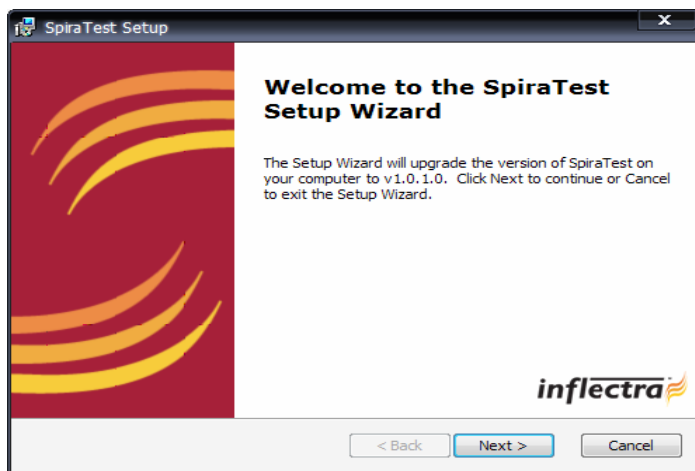 SpiraTest Setup
x
Welcome to the SpiraTest
Setup Wizard
The Setup Wizard will upgrade the version of SpiraTest on
your computer to v1.0.1.0. Click Next to continue or Cancel
to exit the Setup Wizard.
inflectra
< Back
Next >
Cancel